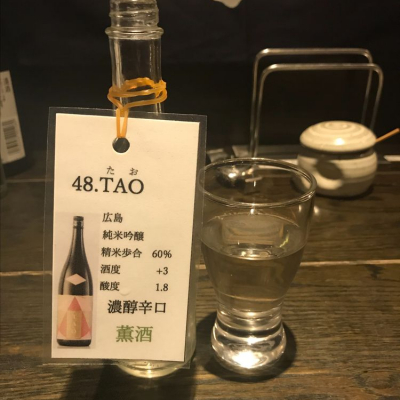 たお
48.TAO
広島
純米吟醸
精米歩合 60%
酒度 +3
酸度 1.8
濃醇辛口
薫酒